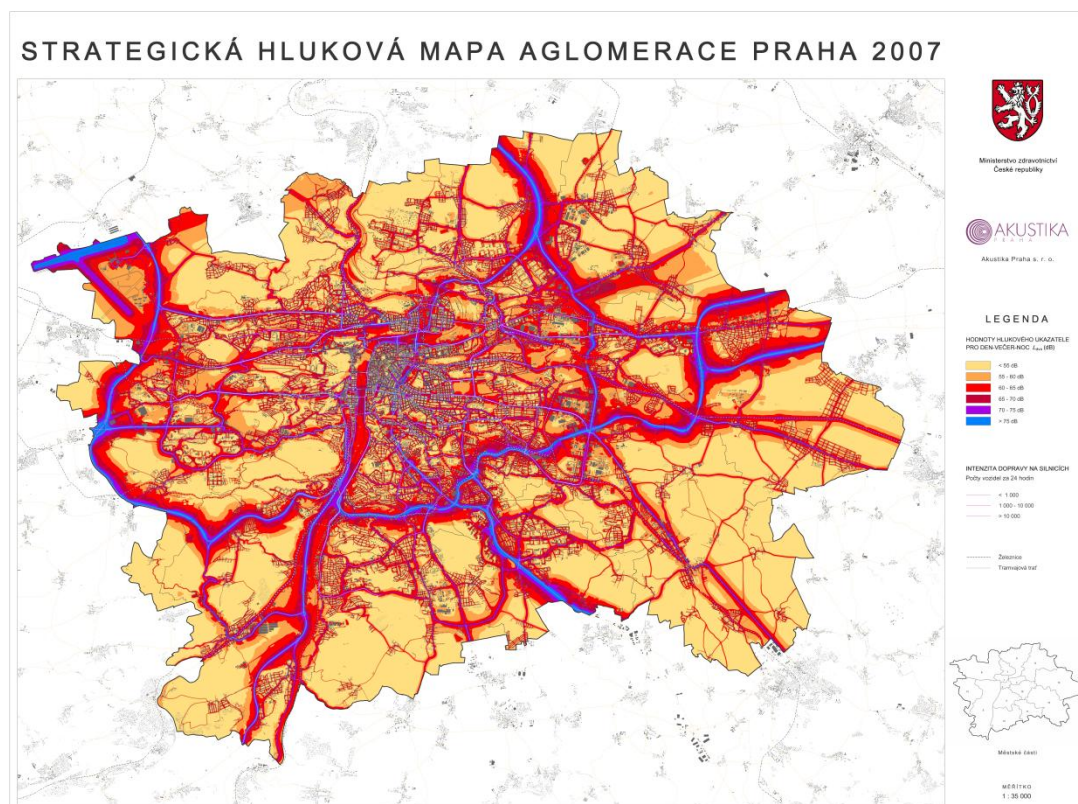 STRATEGICKÁ HLUKOVÁ MAPA AGLOMERACE PRAHA 2007
Ministerstvo zdravotnictví
České republiky
AKUSTIKA
PRAHA
Akustika Praha s. r. o.
LEGENDA
HODNOTY HLUKOVÉHO UKAZATELE
PRO DEN-VEČER-NOC Ldvn (dB)
< 55 dB
55 - 60 dB
60 - 65 dB
65 - 70 dB
70 - 75 dB
> 75 dB
INTENZITA DOPRAVY NA SILNICÍCH
Počty vozidel za 24 hodin
< 1 000
1 000 - 10 000
> 10 000
Železnice
Tramvajová trať
Městské části
MĚŘÍTKO
1 : 35 000